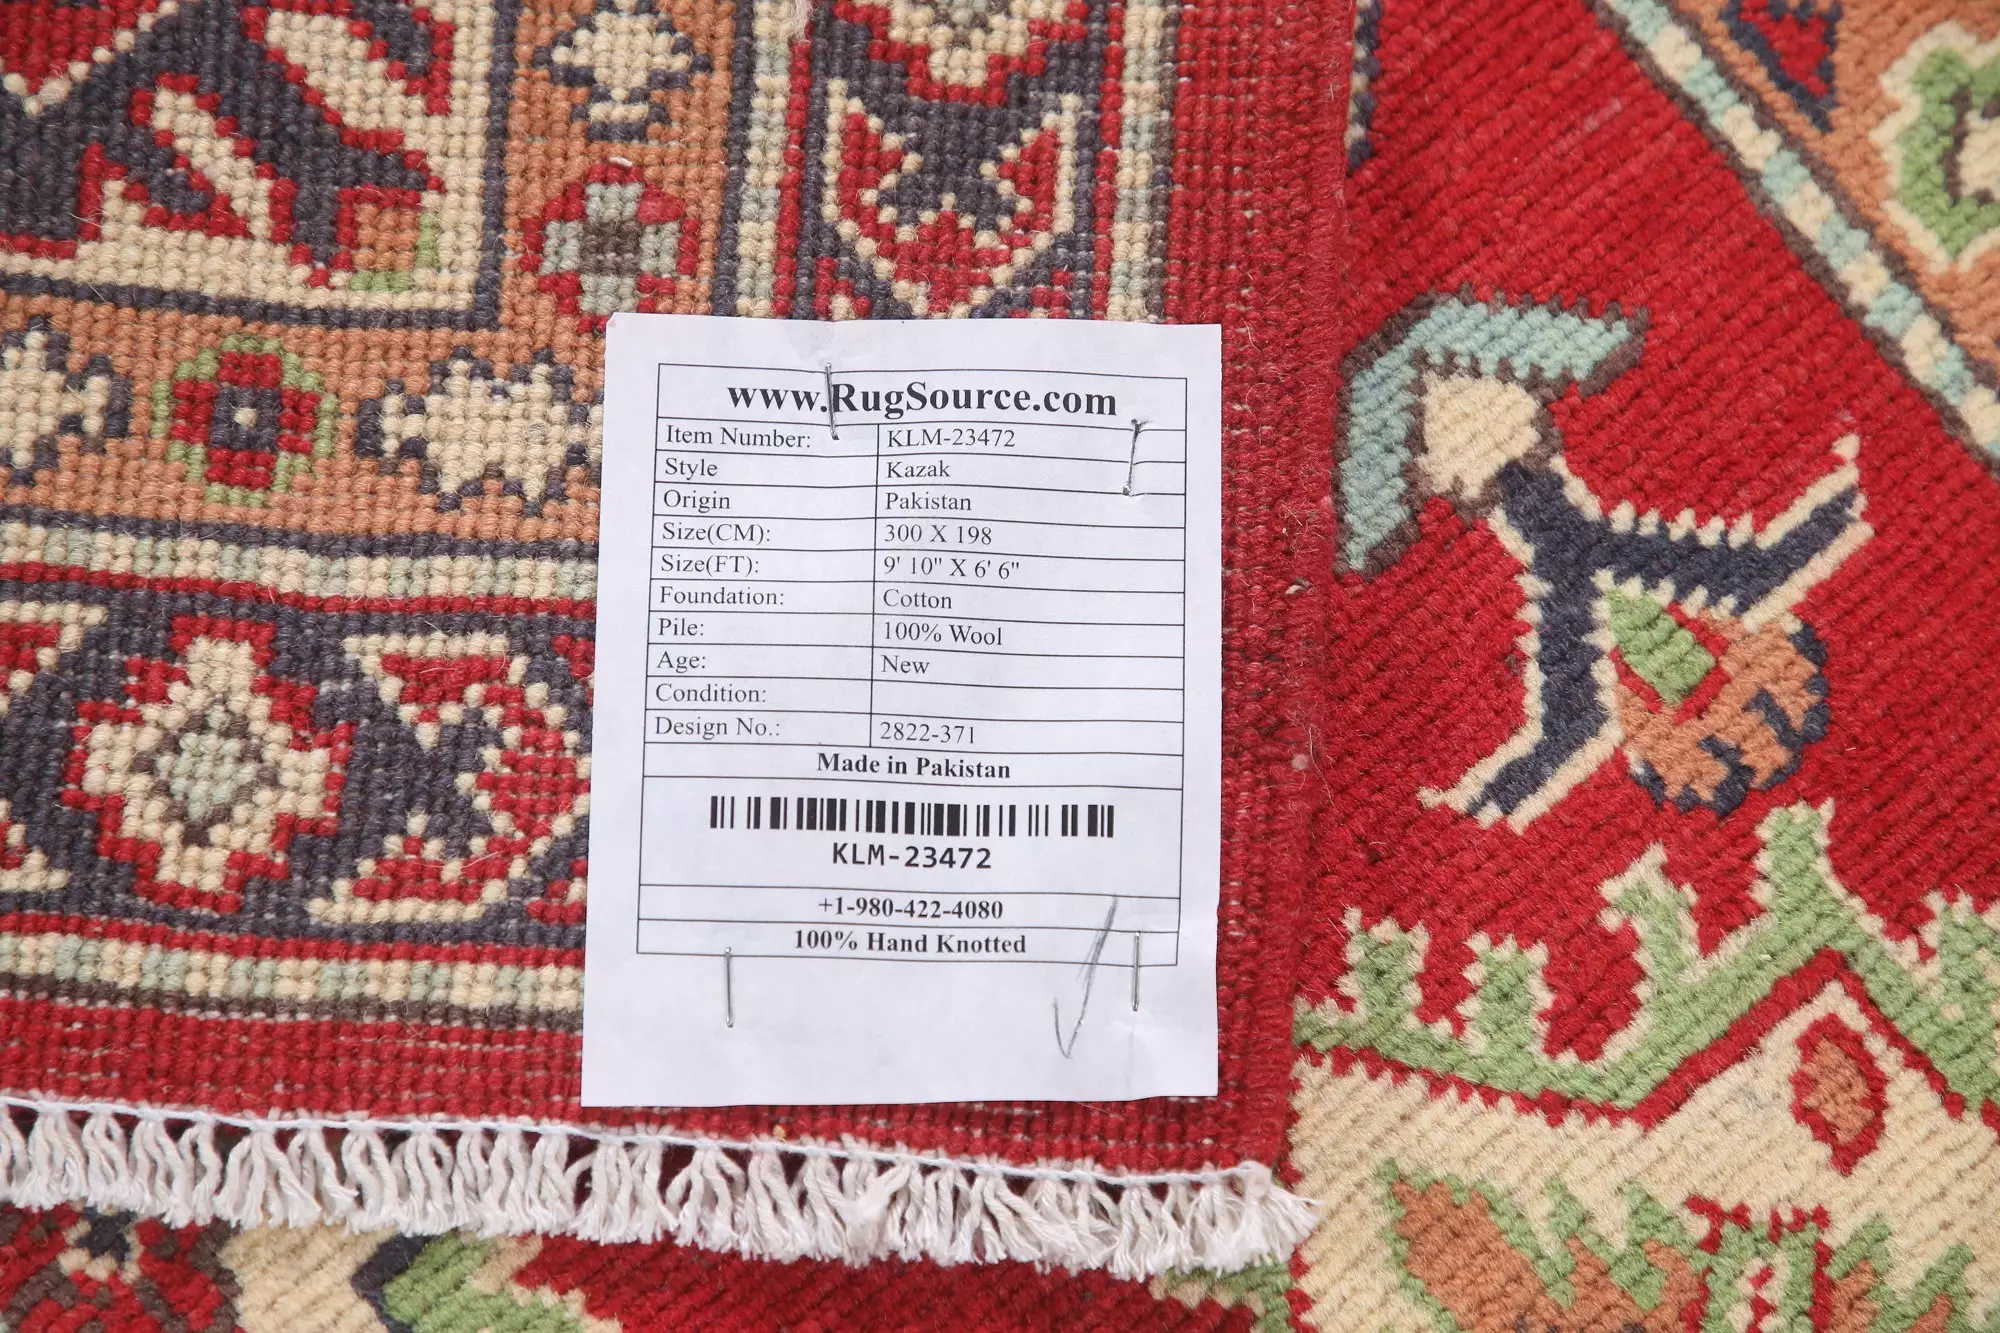 www.RugSource.com
Item Number: KLM-23472
Style Kazak
Origin Pakistan
Size(CM): 300 X 198
Size(FT): 9' 10" X 6' 6"
Foundation: Cotton
Pile: 100% Wool
Age: New
Condition:
Design No.: 2822-371
Made in Pakistan
KLM-23472
+1-980-422-4080
100% Hand Knotted